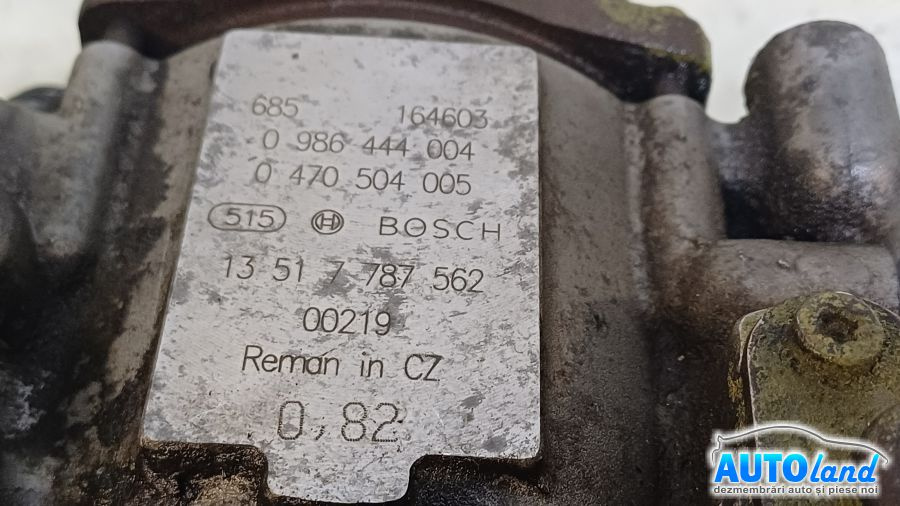 685 164603
0 986 444 004
0 470 504 005
515 BOSCH
13 51 7 787 562
00219
Reman in CZ
0,82
AUTOland
dezmembrări auto și piese noi